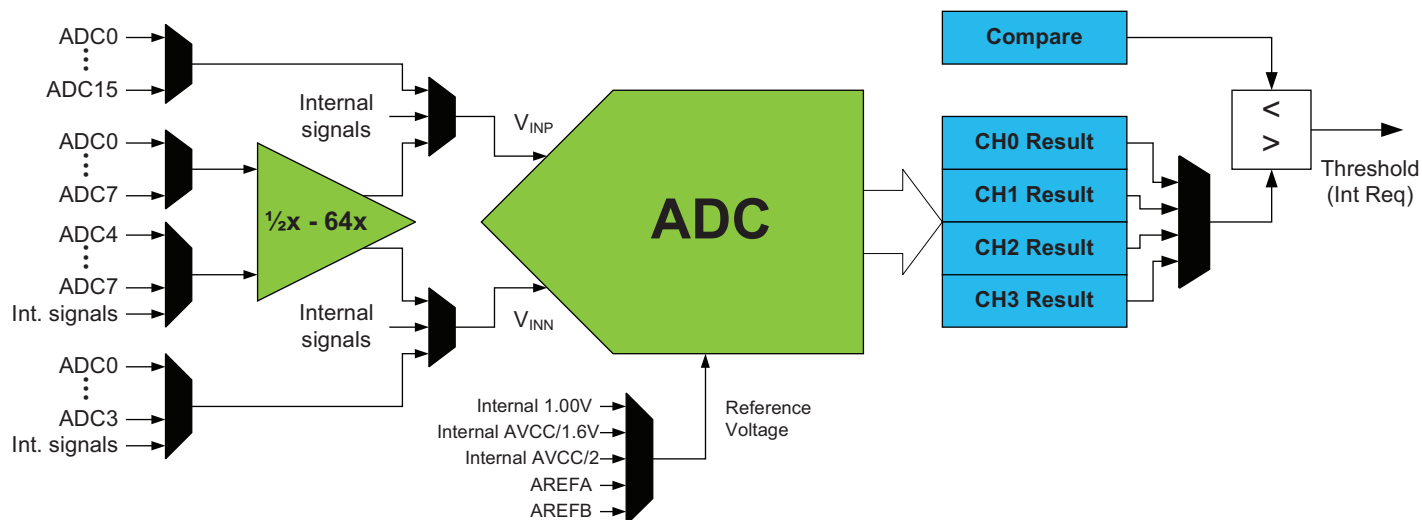 ADC0
ADC15
ADC0
ADC7
ADC4
ADC7
Int. signals
ADC0
ADC3
Int. signals
½x - 64x
Internal
signals
Internal
signals
VINP
VINN
ADC
Internal 1.00V
Internal AVCC/1.6V
Internal AVCC/2
AREFA
AREFB
Reference
Voltage
Compare
CH0 Result
CH1 Result
CH2 Result
CH3 Result
<
>
Threshold
(Int Req)